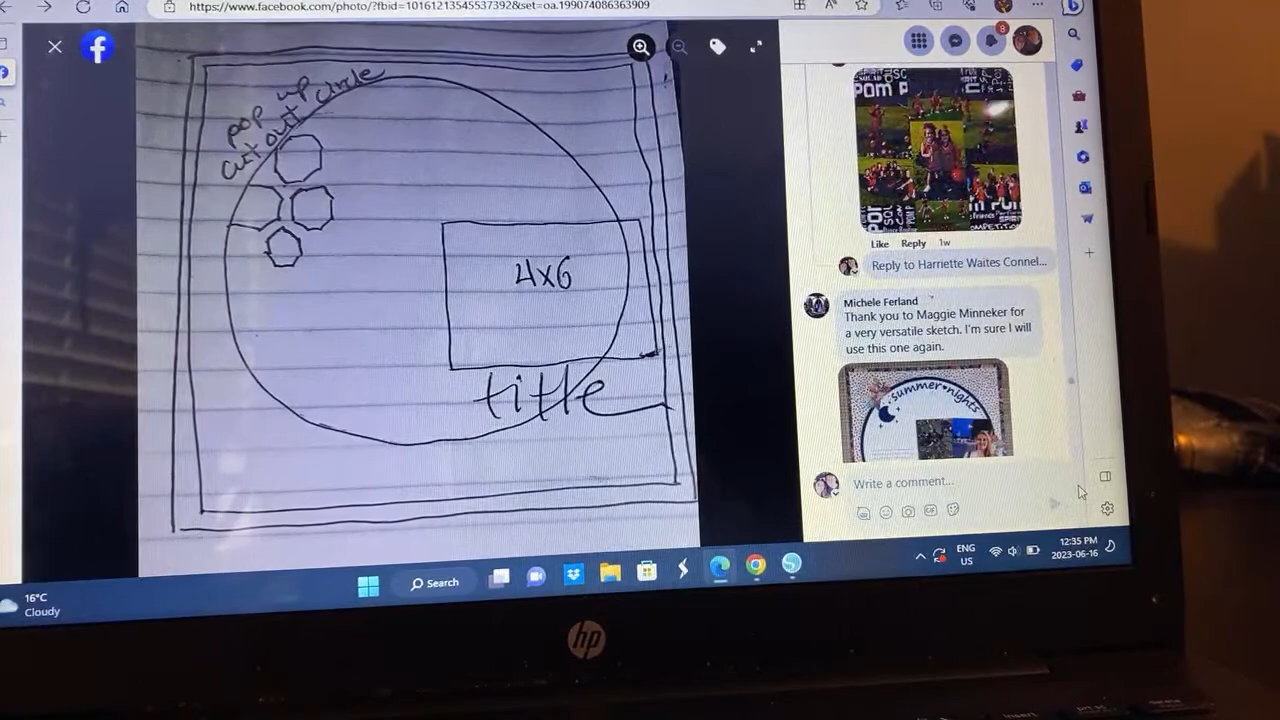 https://www.facebook.com/photo/?fbid=10161213545537392&set=oa.199074086363909
8
pop up
cut out circle
4x6
title
POM P
Like Reply 1w
Reply to Harriette Waites Connel...
Michele Ferland
Thank you to Maggie Minneker for
a very versatile sketch. I'm sure I will
use this one again.
summer nights
Write a comment...
GIF
16°C
Cloudy
Search
ENG
US
12:35 PM
2023-06-16
hp